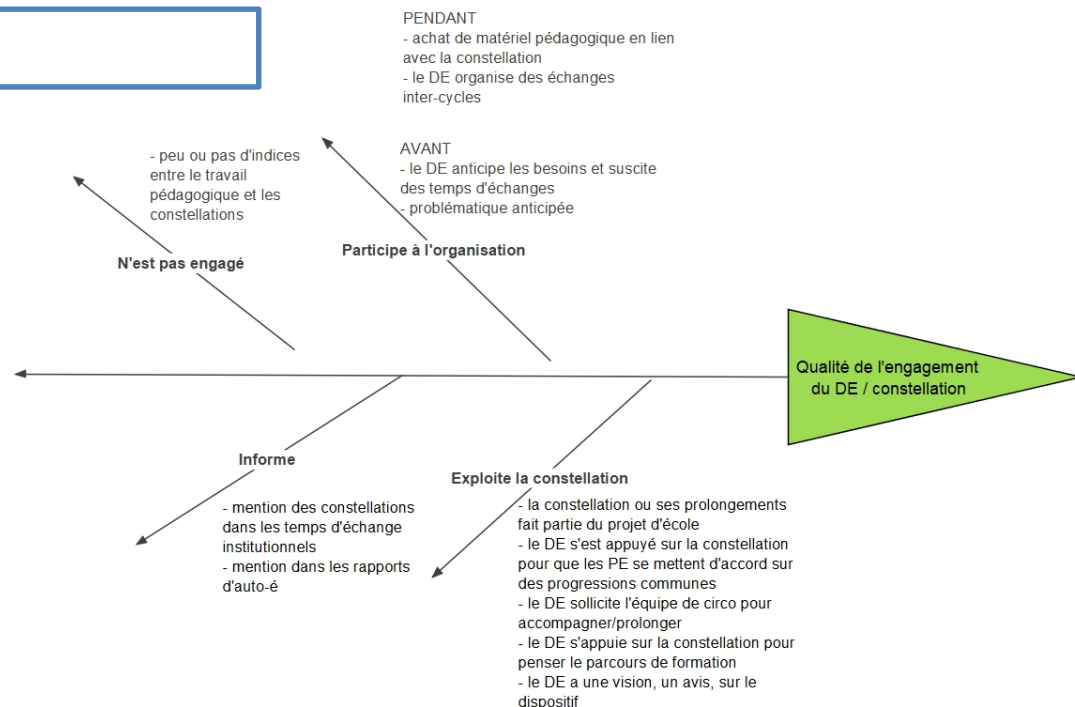 PENDANT
- achat de matériel pédagogique en lien
avec la constellation
- le DE organise des échanges
inter-cycles
AVANT
- le DE anticipe les besoins et suscite
des temps d'échanges
- problématique anticipée
Participe à l'organisation
- peu ou pas d'indices
entre le travail
pédagogique et les
constellations
N'est pas engagé
Qualité de l'engagement
du DE / constellation
Informe
- mention des constellations
dans les temps d'échange
institutionnels
- mention dans les rapports
d'auto-é
Exploite la constellation
- la constellation ou ses prolongements
fait partie du projet d'école
- le DE s'est appuyé sur la constellation
pour que les PE se mettent d'accord sur
des progressions communes
- le DE sollicite l'équipe de circo pour
accompagner/prolonger
- le DE s'appuie sur la constellation pour
penser le parcours de formation
- le DE a une vision, un avis, sur le
dispositif